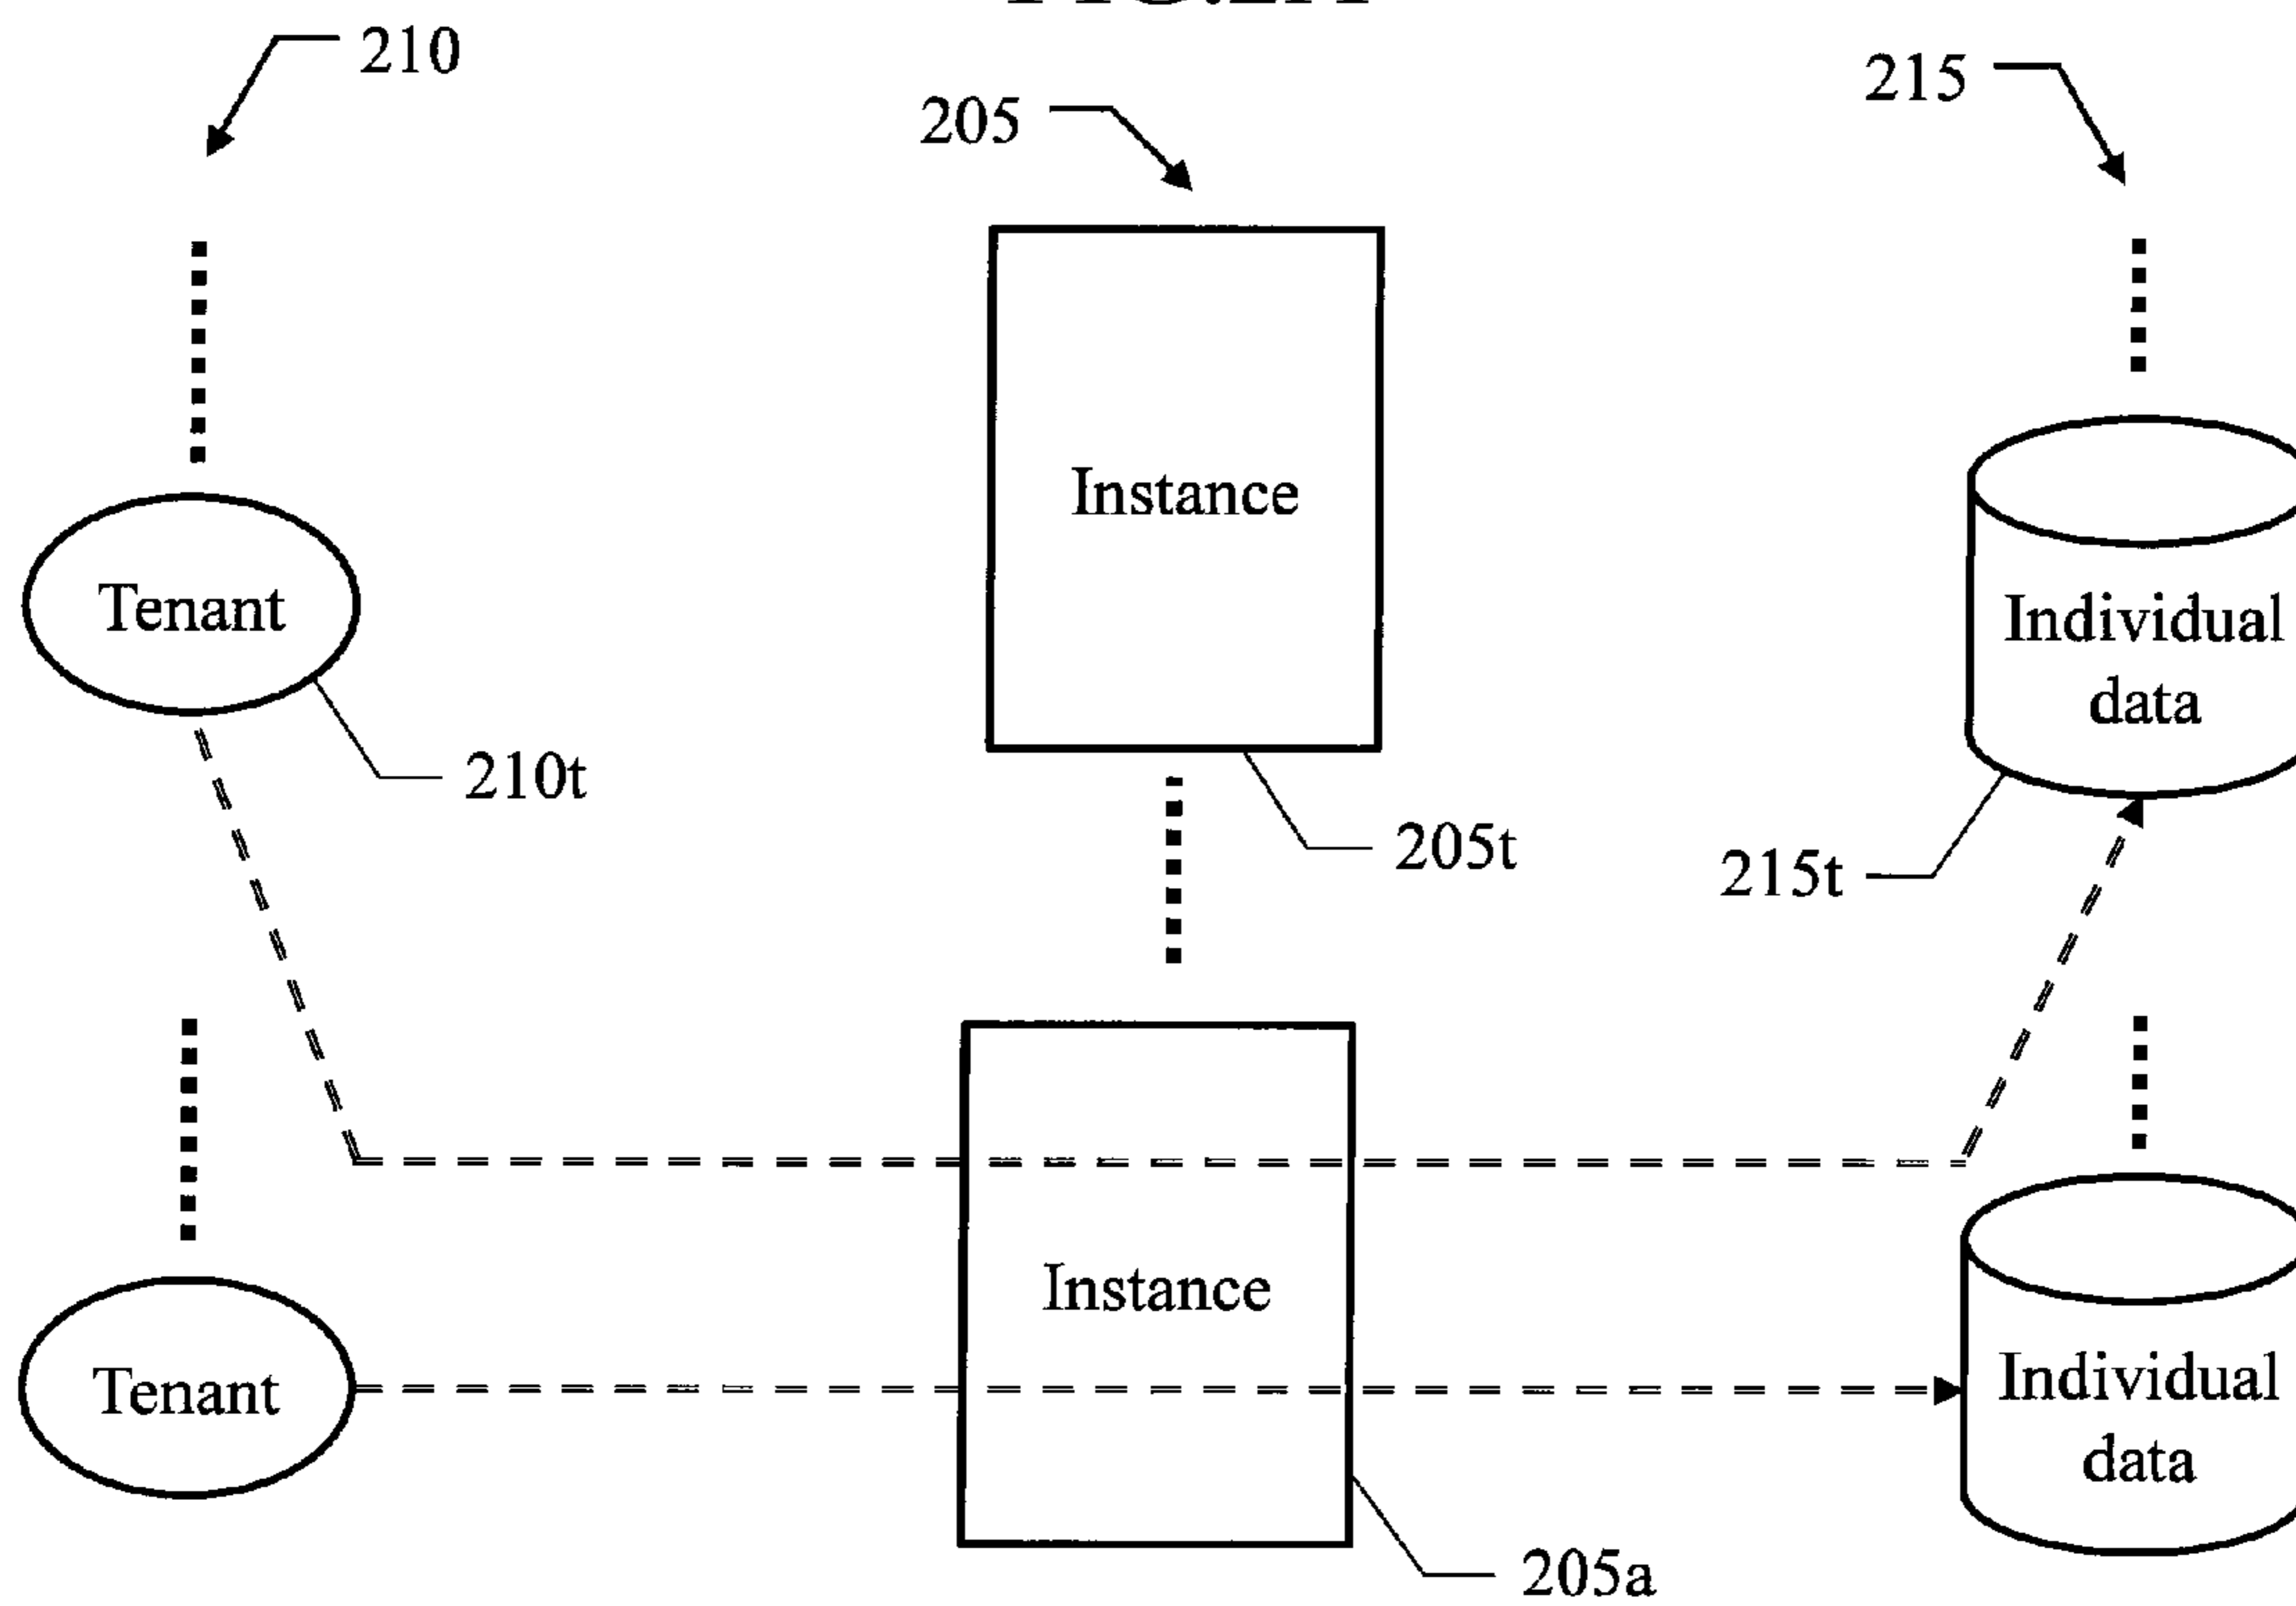 210
205
215
Instance
Tenant
Individual
data
210t
205t
215t
Instance
Tenant
Individual
data
205a